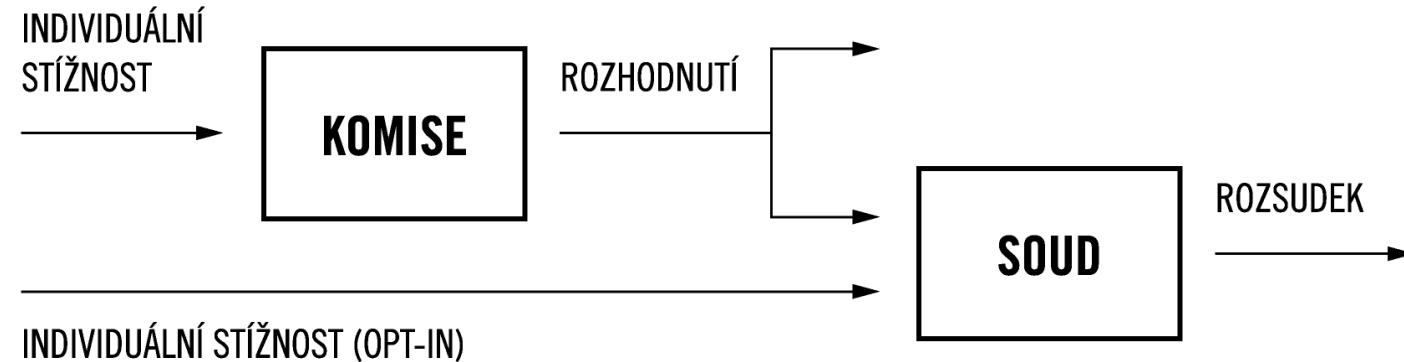 INDIVIDUÁLNÍ
STÍŽNOST
KOMISE
ROZHODNUTÍ
SOUD
ROZSUDEK
INDIVIDUÁLNÍ STÍŽNOST (OPT-IN)